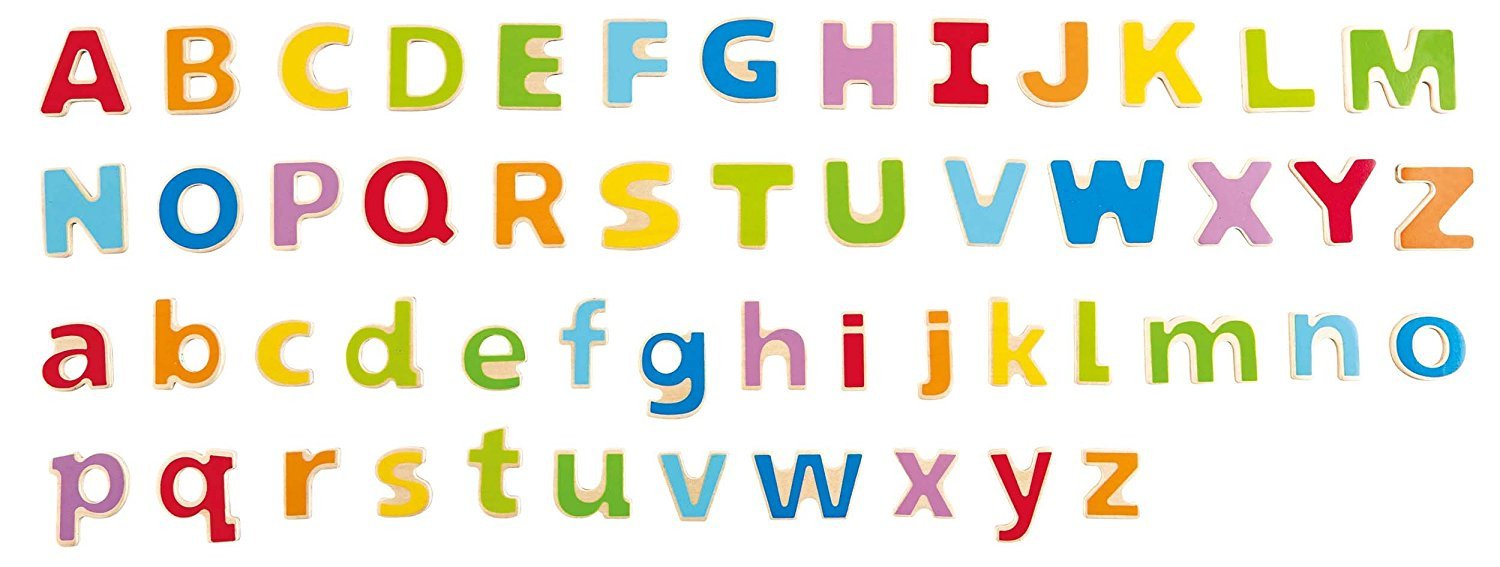 A B C D E F G H I J K L M
N O P Q R S T U V W X Y Z
a b c d e f g h i j k l m n o
p q r s t u v w x y z